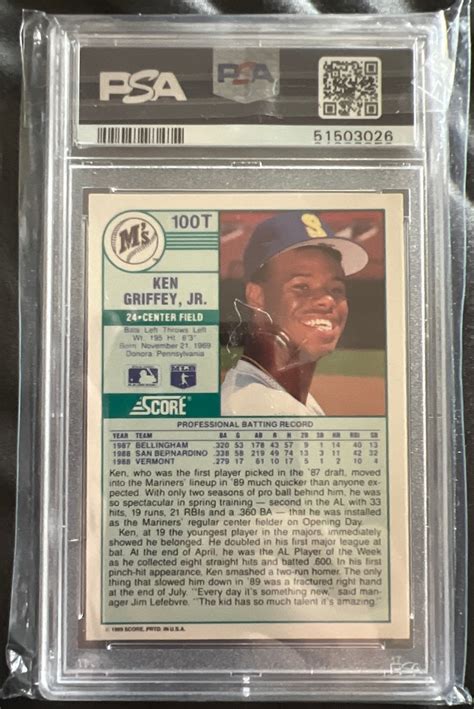 PSA
PSA
51503026
M's
100T
KEN
GRIFFEY, JR.
24•CENTER FIELD
Bats: Left Throws: Left
Wt. 195 Ht. 6'3"
Born: November 21, 1969
Donora, Pennsylvania
SCORE
PROFESSIONAL BATTING RECORD
YEAR TEAM BA G AB R H 2B 3B HR RBI SB
1987 BELLINGHAM .320 53 178 43 57 9 1 14 40 13
1988 SAN BERNARDINO .338 58 219 49 74 13 3 11 42 32
1988 VERMONT .279 17 61 10 17 5 1 2 10 4
Ken, who was the first player picked in the '87 draft, moved
into the Mariners' lineup in '89 much quicker than anyone ex-
pected. With only two seasons of pro ball behind him, he was
so spectacular in spring training — second in the AL with 33
hits, 19 runs, 21 RBIs and a .360 BA — that he was installed
as the Mariners' regular center fielder on Opening Day.
Ken, at 19 the youngest player in the majors, immediately
showed he belonged. He doubled in his first major league at
bat. At the end of April, he was the AL Player of the Week
as he collected eight straight hits and batted .600. In his first
pinch-hit appearance, Ken smashed a two-run homer. The only
thing that slowed him down in '89 was a fractured right hand
at the end of July. "Every day it's something new," said man-
ager Jim Lefebvre. "The kid has so much talent it's amazing."
© 1989 SCORE, PRTD. IN U.S.A.